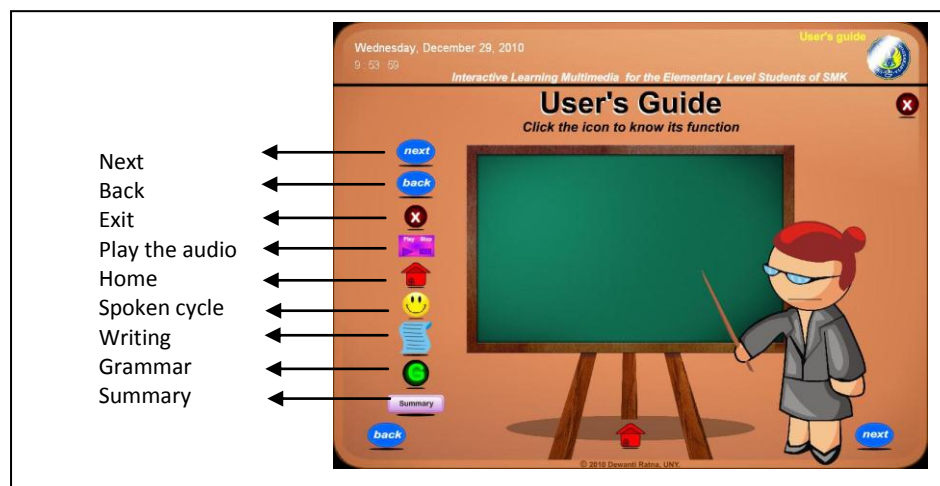 User's guide
Wednesday, December 29, 2010
9 : 53 : 59
Interactive Learning Multimedia for the Elementary Level Students of SMK
User's Guide
Click the icon to know its function
X
Next
next
Back
back
Exit
X
Play the audio
Play Stop
Home
Spoken cycle
Writing
Grammar
G
Summary
Summary
back
next
© 2010 Dewanti Ratna, UNY.